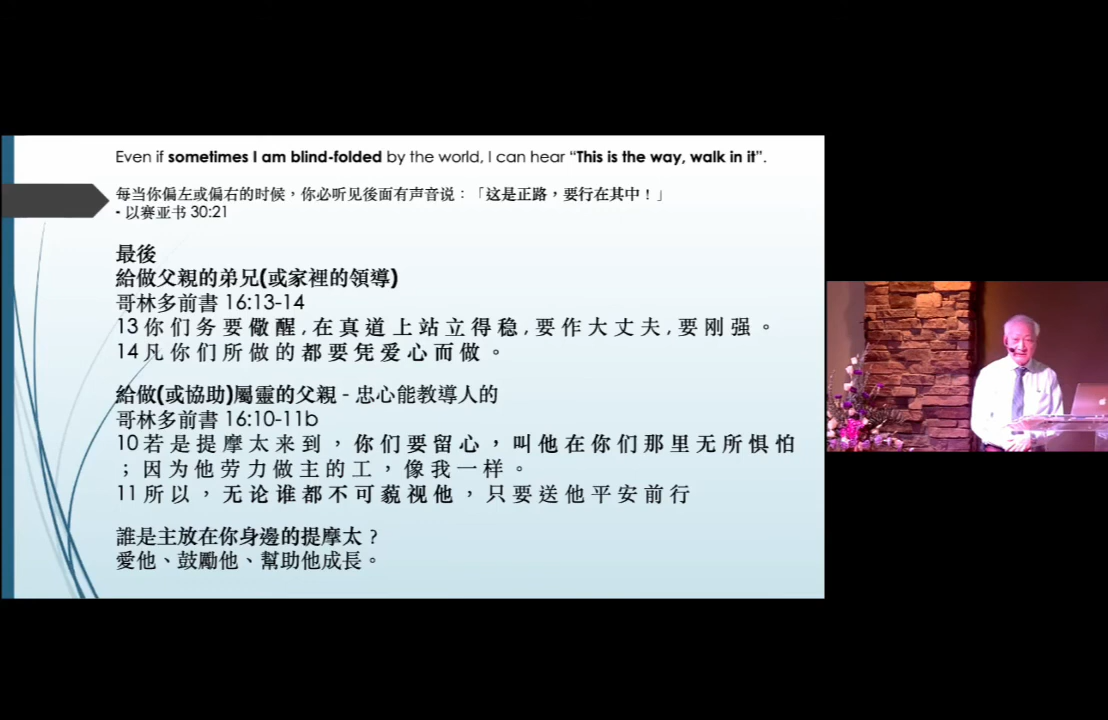 Even if sometimes I am blind-folded by the world, I can hear “This is the way, walk in it”.
每当你偏左或偏右的时候，你必听见後面有声音说：「这是正路，要行在其中！」
- 以赛亚书 30:21
最後
給做父親的弟兄(或家裡的領導)
哥林多前書 16:13-14
13 你们务要儆醒,在真道上站立得稳,要作大丈夫,要刚强。
14 凡你们所做的都要凭爱心而做。
給做(或協助)屬靈的父親 - 忠心能教導人的
哥林多前書 16:10-11b
10 若是提摩太来到，你们要留心，叫他在你们那里无所惧怕
；因为他劳力做主的工，像我一样。
11 所以，无论谁都不可藐视他，只要送他平安前行
誰是主放在你身邊的提摩太？
愛他、鼓勵他、幫助他成長。